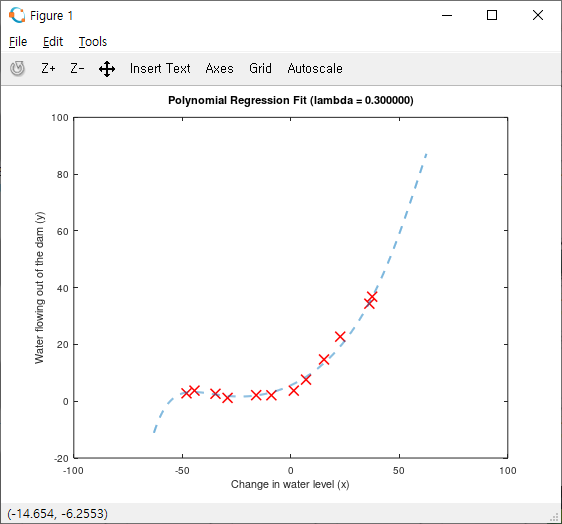 Figure 1
File Edit Tools
Z+ Z- Insert Text Axes Grid Autoscale
Polynomial Regression Fit (lambda = 0.300000)
100
80
60
40
20
0
-20
Water flowing out of the dam (y)
-100 -50 0 50 100
Change in water level (x)
(-14.654, -6.2553)